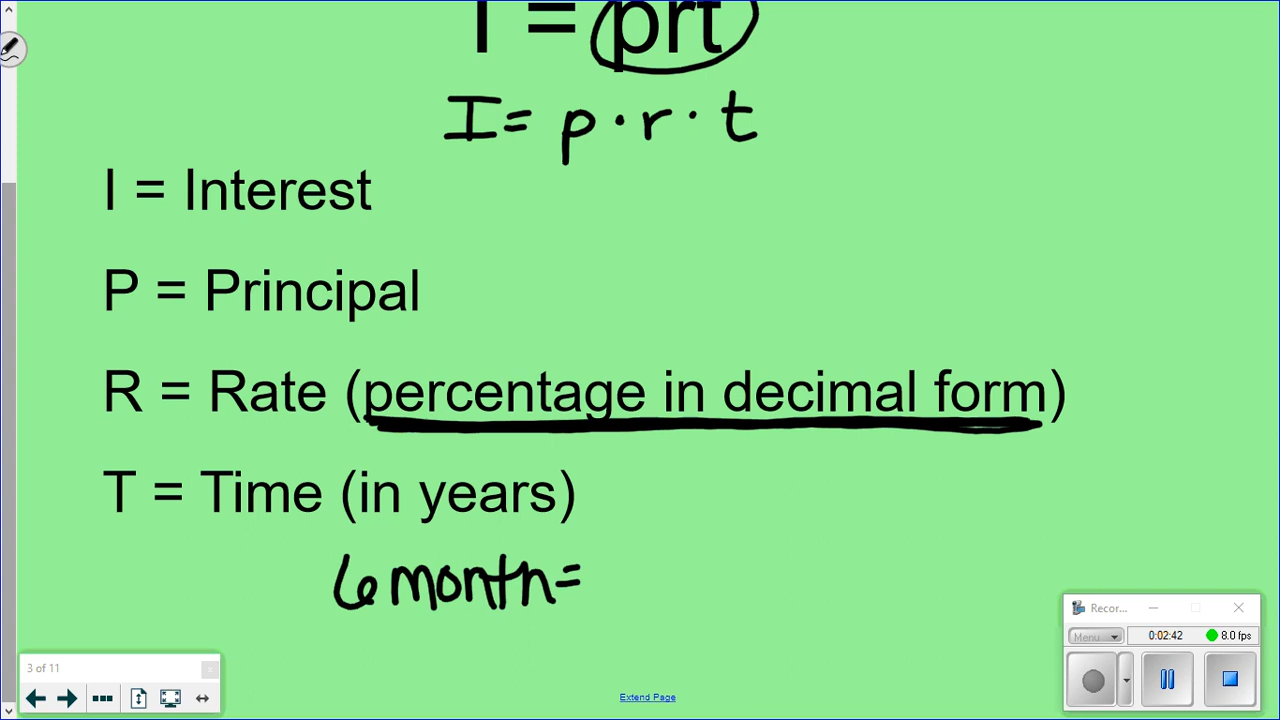 I = prt
I = p · r · t
I = Interest
P = Principal
R = Rate (percentage in decimal form)
T = Time (in years)
6 month=
Recor...
Menu
0:02:42
8.0 fps
3 of 11
Extend Page